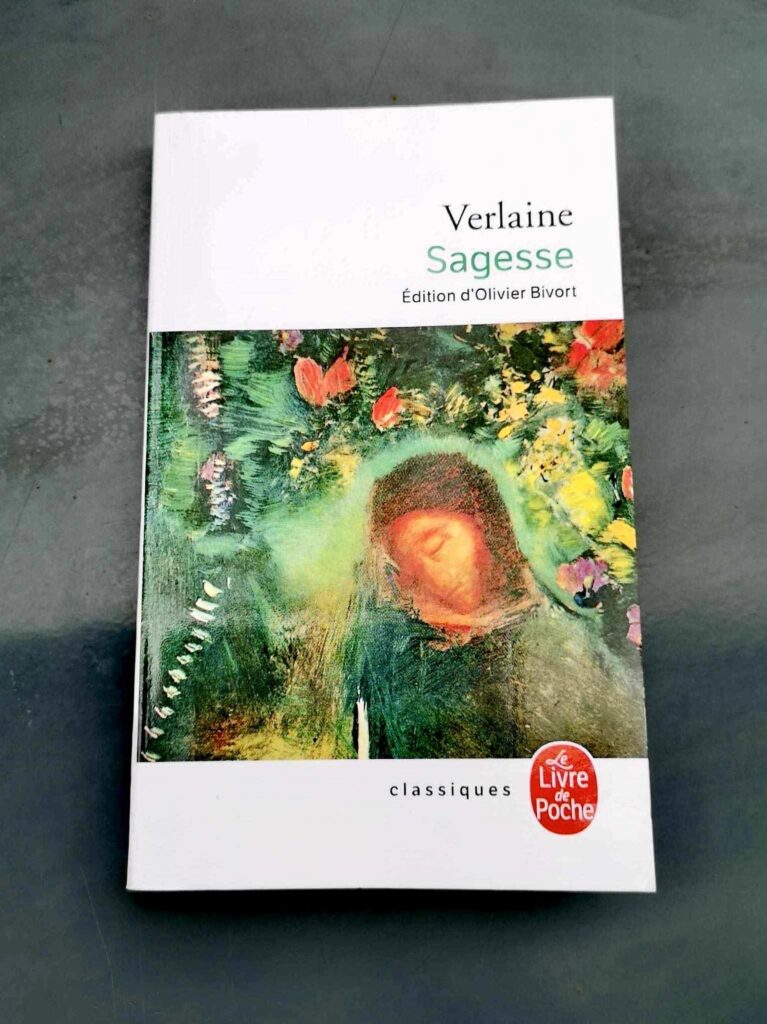 Verlaine
Sagesse
Édition d'Olivier Bivort
classiques
Le
Livre
de
Poche